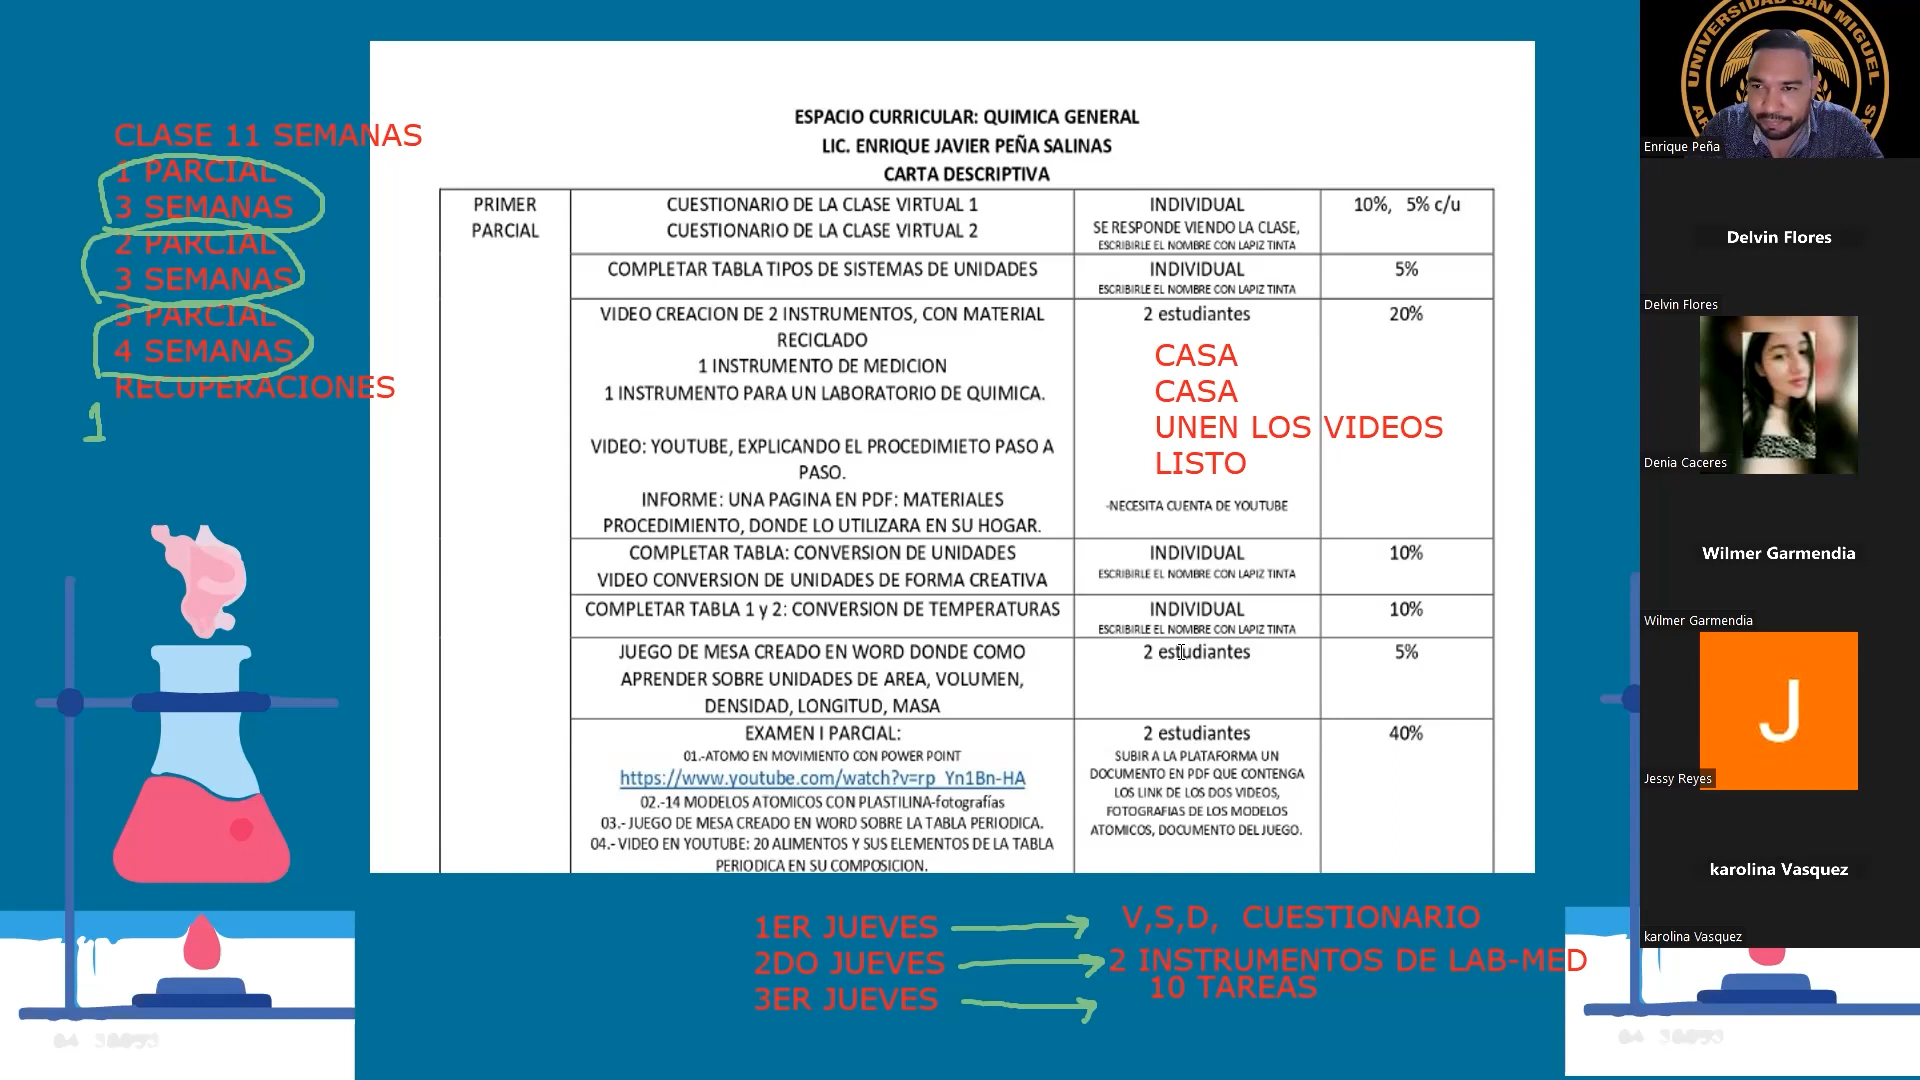 CLASE 11 SEMANAS
1 PARCIAL
3 SEMANAS
2 PARCIAL
3 SEMANAS
3 PARCIAL
4 SEMANAS
RECUPERACIONES
1
ESPACIO CURRICULAR: QUIMICA GENERAL
LIC. ENRIQUE JAVIER PEÑA SALINAS
CARTA DESCRIPTIVA
PRIMER
PARCIAL
CUESTIONARIO DE LA CLASE VIRTUAL 1
CUESTIONARIO DE LA CLASE VIRTUAL 2
INDIVIDUAL
SE RESPONDE VIENDO LA CLASE,
ESCRIBIRLE EL NOMBRE CON LAPIZ TINTA
10%, 5% c/u
COMPLETAR TABLA TIPOS DE SISTEMAS DE UNIDADES
INDIVIDUAL
ESCRIBIRLE EL NOMBRE CON LAPIZ TINTA
5%
VIDEO CREACION DE 2 INSTRUMENTOS, CON MATERIAL
RECICLADO
1 INSTRUMENTO DE MEDICION
1 INSTRUMENTO PARA UN LABORATORIO DE QUIMICA.
VIDEO: YOUTUBE, EXPLICANDO EL PROCEDIMIETO PASO A
PASO.
INFORME: UNA PAGINA EN PDF: MATERIALES
PROCEDIMIENTO, DONDE LO UTILIZARA EN SU HOGAR.
2 estudiantes
CASA
CASA
UNEN LOS VIDEOS
LISTO
-NECESITA CUENTA DE YOUTUBE
20%
COMPLETAR TABLA: CONVERSION DE UNIDADES
VIDEO CONVERSION DE UNIDADES DE FORMA CREATIVA
INDIVIDUAL
ESCRIBIRLE EL NOMBRE CON LAPIZ TINTA
10%
COMPLETAR TABLA 1 y 2: CONVERSION DE TEMPERATURAS
INDIVIDUAL
ESCRIBIRLE EL NOMBRE CON LAPIZ TINTA
10%
JUEGO DE MESA CREADO EN WORD DONDE COMO
APRENDER SOBRE UNIDADES DE AREA, VOLUMEN,
DENSIDAD, LONGITUD, MASA
2 estudiantes
5%
EXAMEN I PARCIAL:
01.-ATOMO EN MOVIMIENTO CON POWER POINT
https://www.youtube.com/watch?v=rp_Yn1Bn-HA
02.-14 MODELOS ATOMICOS CON PLASTILINA-fotografías
03.- JUEGO DE MESA CREADO EN WORD SOBRE LA TABLA PERIODICA.
04.- VIDEO EN YOUTUBE: 20 ALIMENTOS Y SUS ELEMENTOS DE LA TABLA
PERIODICA EN SU COMPOSICION.
2 estudiantes
SUBIR A LA PLATAFORMA UN
DOCUMENTO EN PDF QUE CONTENGA
LOS LINK DE LOS DOS VIDEOS,
FOTOGRAFIAS DE LOS MODELOS
ATOMICOS, DOCUMENTO DEL JUEGO.
40%
1ER JUEVES
V,S,D, CUESTIONARIO
2DO JUEVES
2 INSTRUMENTOS DE LAB-MED
3ER JUEVES
10 TAREAS
UNIVERSIDAD SAN MIGUEL
Enrique Peña
Delvin Flores
Delvin Flores
Denia Caceres
Wilmer Garmendia
Wilmer Garmendia
J
Jessy Reyes
karolina Vasquez
karolina Vasquez